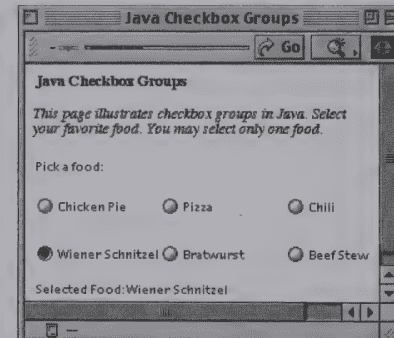 Java Checkbox Groups
Go
Java Checkbox Groups
This page illustrates checkbox groups in Java. Select
your favorite food. You may select only one food.
Pick a food:
Chicken Pie Pizza Chili
Wiener Schnitzel Bratwurst Beef Stew
Selected Food: Wiener Schnitzel